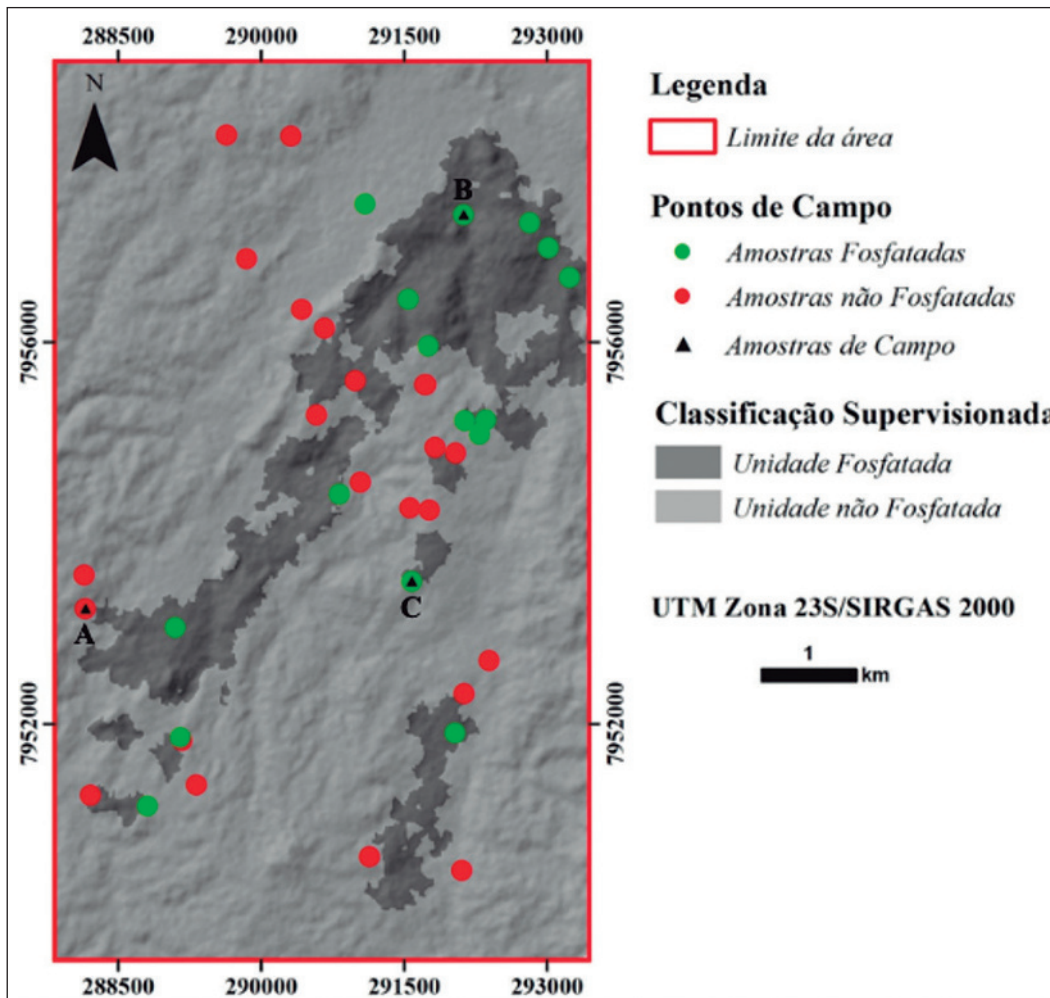 288500 290000 291500 293000
N
B
7956000
7956000
A
C
7952000
7952000
288500 290000 291500 293000
Legenda
Limite da área
Pontos de Campo
Amostras Fosfatadas
Amostras não Fosfatadas
Amostras de Campo
Classificação Supervisionada
Unidade Fosfatada
Unidade não Fosfatada
UTM Zona 23S/SIRGAS 2000
1
km